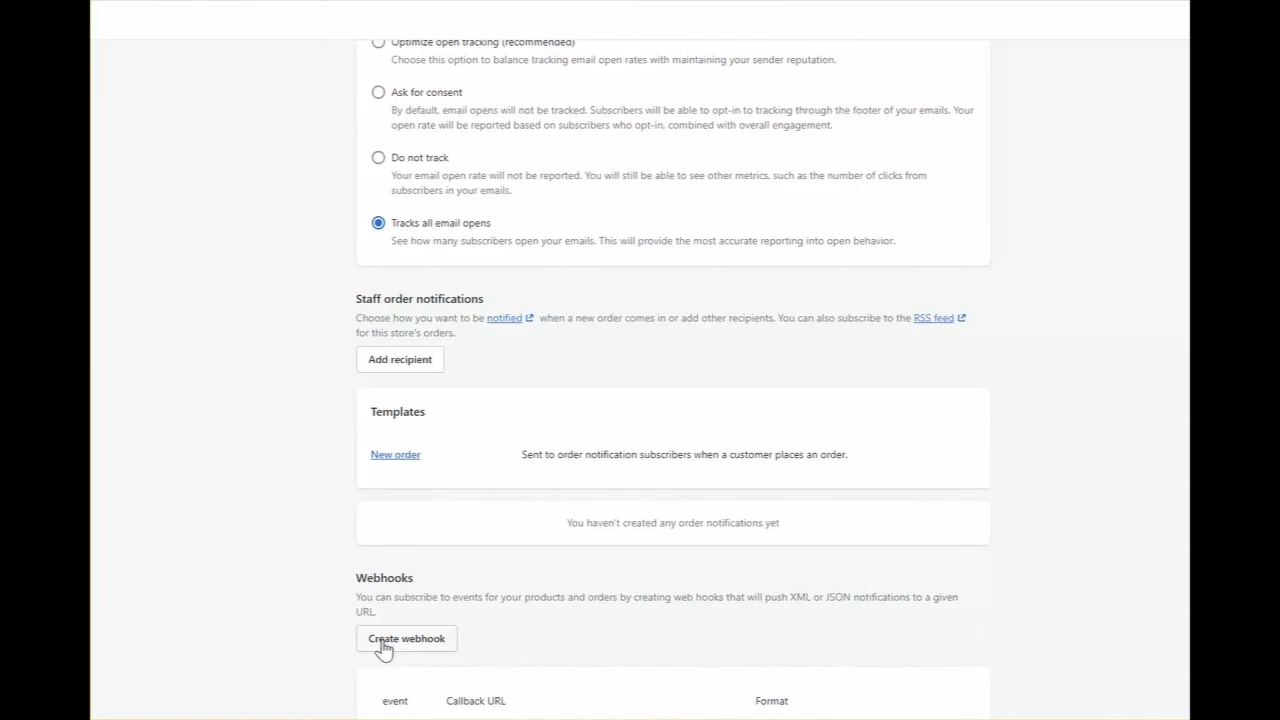 Optimize open tracking (recommended)
Choose this option to balance tracking email open rates with maintaining your sender reputation.
Ask for consent
By default, email opens will not be tracked. Subscribers will be able to opt-in to tracking through the footer of your emails. Your
open rate will be reported based on subscribers who opt-in, combined with overall engagement.
Do not track
Your email open rate will not be reported. You will still be able to see other metrics, such as the number of clicks from
subscribers in your emails.
Tracks all email opens
See how many subscribers open your emails. This will provide the most accurate reporting into open behavior.
Staff order notifications
Choose how you want to be notified when a new order comes in or add other recipients. You can also subscribe to the RSS feed
for this store's orders.
Add recipient
Templates
New order Sent to order notification subscribers when a customer places an order.
You haven't created any order notifications yet
Webhooks
You can subscribe to events for your products and orders by creating web hooks that will push XML or JSON notifications to a given
URL.
Create webhook
event Callback URL Format